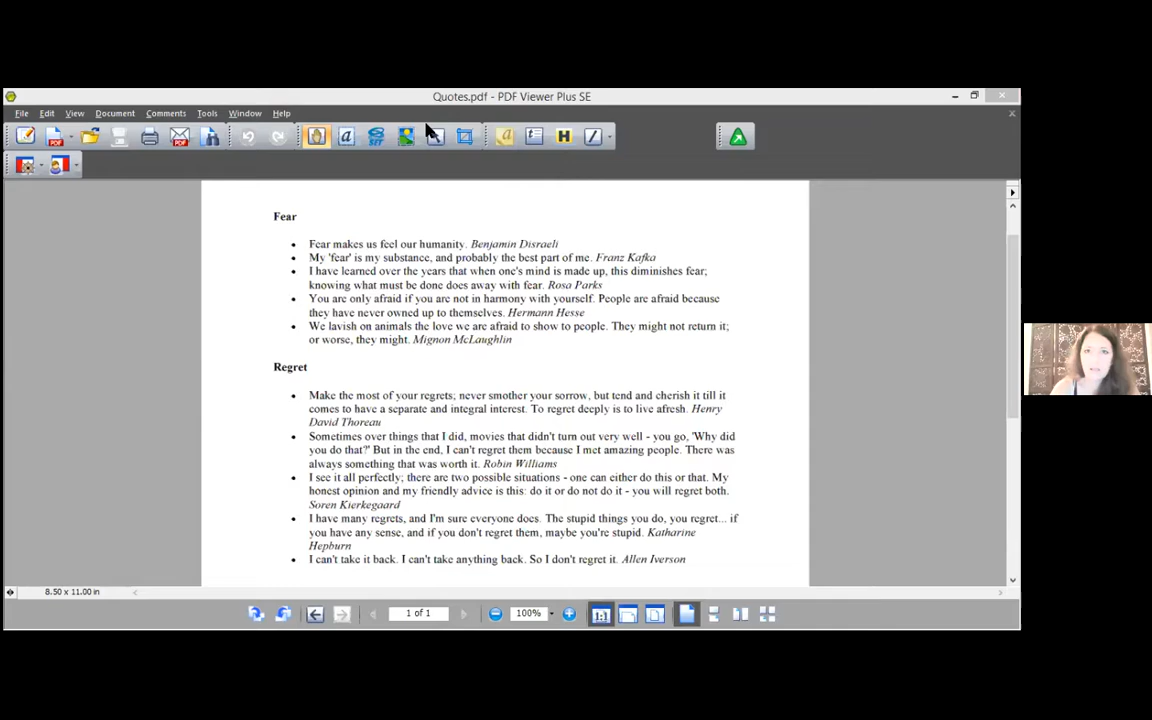 Quotes.pdf - PDF Viewer Plus SE
File Edit View Document Comments Tools Window Help
Fear
• Fear makes us feel our humanity. Benjamin Disraeli
• My 'fear' is my substance, and probably the best part of me. Franz Kafka
• I have learned over the years that when one's mind is made up, this diminishes fear;
knowing what must be done does away with fear. Rosa Parks
• You are only afraid if you are not in harmony with yourself. People are afraid because
they have never owned up to themselves. Hermann Hesse
• We lavish on animals the love we are afraid to show to people. They might not return it;
or worse, they might. Mignon McLaughlin
Regret
• Make the most of your regrets; never smother your sorrow, but tend and cherish it till it
comes to have a separate and integral interest. To regret deeply is to live afresh. Henry
David Thoreau
• Sometimes over things that I did, movies that didn't turn out very well - you go, 'Why did
you do that?' But in the end, I can't regret them because I met amazing people. There was
always something that was worth it. Robin Williams
• I see it all perfectly; there are two possible situations - one can either do this or that. My
honest opinion and my friendly advice is this: do it or do not do it - you will regret both.
Soren Kierkegaard
• I have many regrets, and I'm sure everyone does. The stupid things you do, you regret... if
you have any sense, and if you don't regret them, maybe you're stupid. Katharine
Hepburn
• I can't take it back. I can't take anything back. So I don't regret it. Allen Iverson
8.50 x 11.00 in
1 of 1 100%